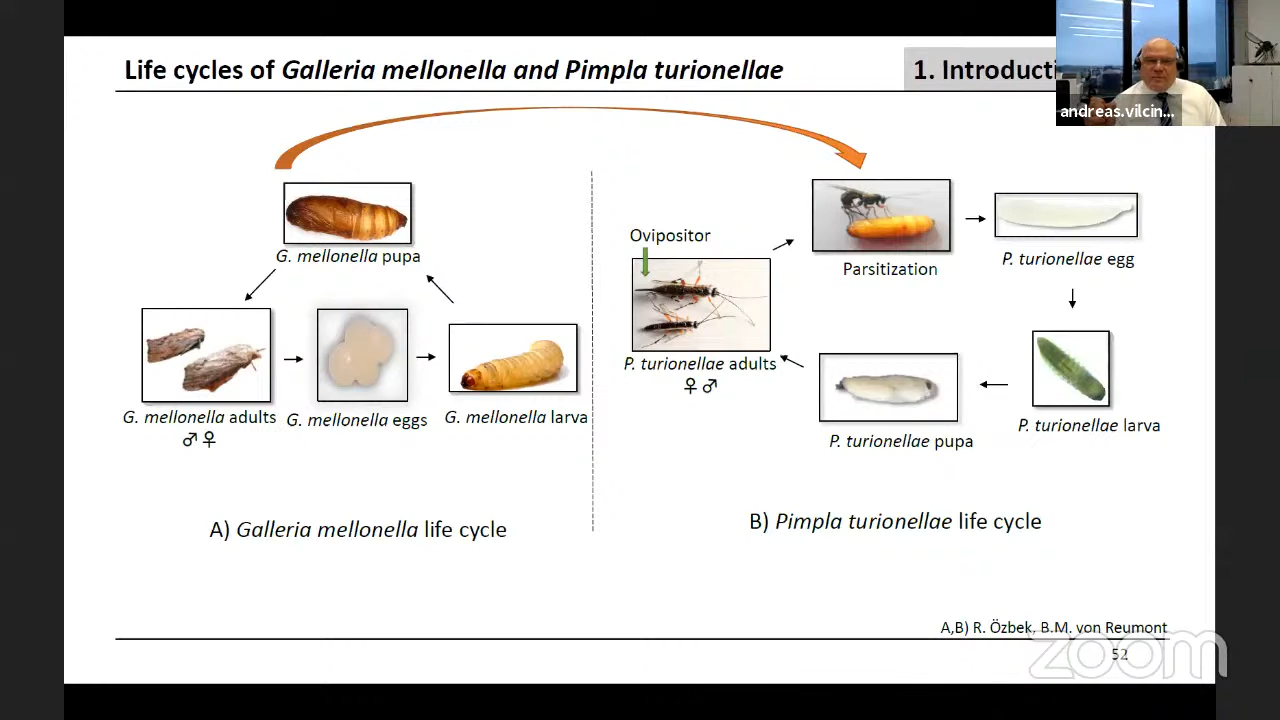 Life cycles of Galleria mellonella and Pimpla turionellae
1. Introducti
andreas.vilcin...
G. mellonella pupa
G. mellonella adults
♂♀
G. mellonella eggs
G. mellonella larva
A) Galleria mellonella life cycle
Ovipositor
P. turionellae adults
♀♂
Parsitization
P. turionellae egg
P. turionellae larva
P. turionellae pupa
B) Pimpla turionellae life cycle
A,B) R. Özbek, B.M. von Reumont
52
zoom